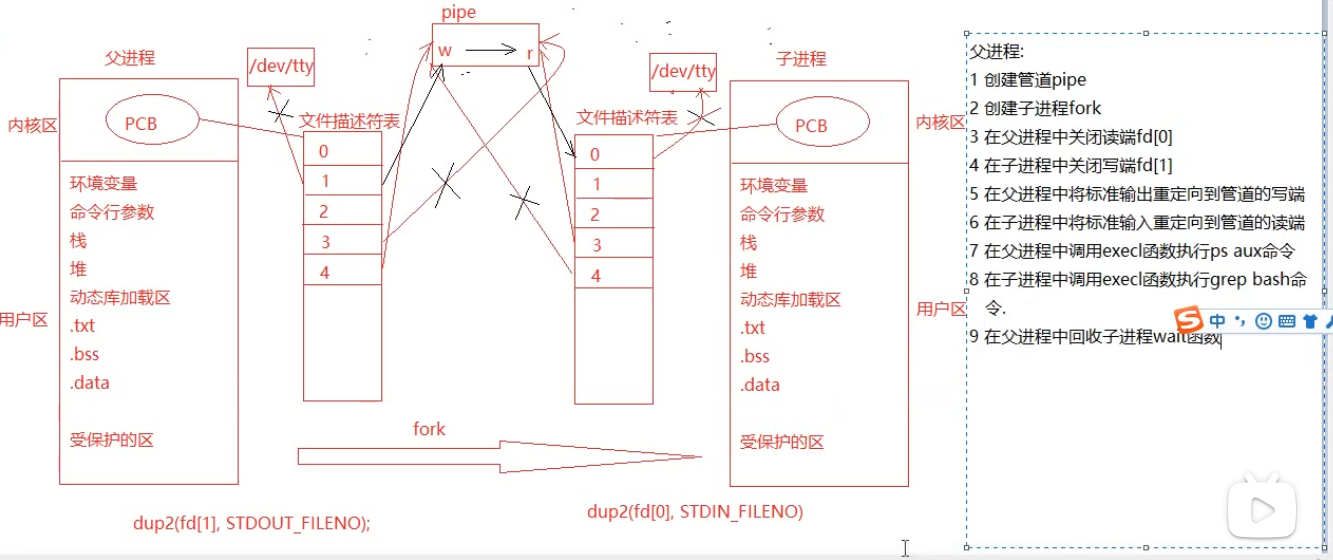 pipe
w
r
父进程
/dev/tty
/dev/tty
子进程
内核区
PCB
文件描述符表
0
1
2
3
4
文件描述符表
0
1
2
3
4
PCB
内核区
环境变量
命令行参数
栈
堆
动态库加载区
.txt
.bss
.data
受保护的区
用户区
环境变量
命令行参数
栈
堆
动态库加载区
.txt
.bss
.data
受保护的区
用户区
fork
dup2(fd[1], STDOUT_FILENO);
dup2(fd[0], STDIN_FILENO)
父进程:
1 创建管道pipe
2 创建子进程fork
3 在父进程中关闭读端fd[0]
4 在子进程中关闭写端fd[1]
5 在父进程中将标准输出重定向到管道的写端
6 在子进程中将标准输入重定向到管道的读端
7 在父进程中调用execl函数执行ps aux命令
8 在子进程中调用execl函数执行grep bash命
令.
9 在父进程中回收子进程wait函数
S 中